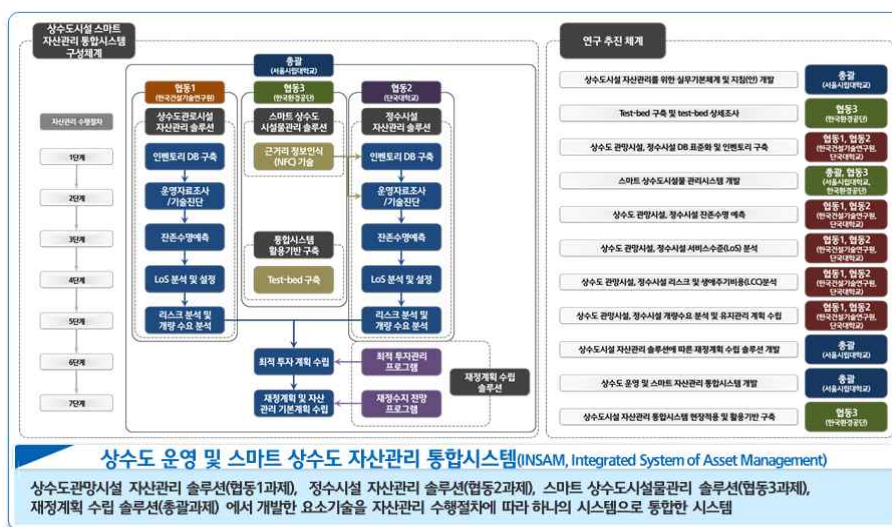 상수도시설 스마트
자산관리 통합시스템
구성체계
총괄
(서울시립대학교)
협동1
(한국건설기술연구원)
협동3
(한국환경공단)
협동2
(단국대학교)
자산관리 수행절차
상수도관로시설
자산관리 솔루션
스마트 상수도
시설물관리 솔루션
정수시설
자산관리 솔루션
1단계
인벤토리 DB 구축
근거리 정보인식
(NFC) 기술
인벤토리 DB 구축
2단계
운영자료조사
/기술진단
운영자료조사
/기술진단
3단계
잔존수명예측
통합시스템
활용기반 구축
잔존수명예측
4단계
LoS 분석 및 설정
Test-bed 구축
LoS 분석 및 설정
5단계
리스크 분석 및
개량 수요 분석
리스크 분석 및
개량 수요 분석
6단계
최적 투자 계획 수립
최적 투자관리
프로그램
재정계획 수립
솔루션
7단계
재정계획 및 자산
관리 기본계획 수립
재정수지 전망
프로그램
연구 추진 체계
상수도시설 자산관리를 위한 실무기본체계 및 지침(안) 개발
총괄
(서울시립대학교)
Test-bed 구축 및 test-bed 상세조사
협동3
(한국환경공단)
상수도 관망시설, 정수시설 DB 표준화 및 인벤토리 구축
협동1, 협동2
(한국건설기술연구원,
단국대학교)
스마트 상수도시설물 관리시스템 개발
총괄, 협동3
(서울시립대학교,
한국환경공단)
상수도 관망시설, 정수시설 잔존수명 예측
협동1, 협동2
(한국건설기술연구원,
단국대학교)
상수도 관망시설, 정수시설 서비스수준(LoS) 분석
협동1, 협동2
(한국건설기술연구원,
단국대학교)
상수도 관망시설, 정수시설 리스크 및 생애주기비용(LCC)분석
협동1, 협동2
(한국건설기술연구원,
단국대학교)
상수도 관망시설, 정수시설 개량수요 분석 및 유지관리 계획 수립
협동1, 협동2
(한국건설기술연구원,
단국대학교)
상수도시설 자산관리 솔루션에 따른 재정계획 수립 솔루션 개발
총괄
(서울시립대학교)
상수도 운영 및 스마트 자산관리 통합시스템 개발
총괄
(서울시립대학교)
상수도시설 자산관리 통합시스템 현장적용 및 활용기반 구축
협동3
(한국환경공단)
상수도 운영 및 스마트 상수도 자산관리 통합시스템(INSAM, Integrated System of Asset Management)
상수도관망시설 자산관리 솔루션(협동1과제), 정수시설 자산관리 솔루션(협동2과제), 스마트 상수도시설물관리 솔루션(협동3과제),
재정계획 수립 솔루션(총괄과제) 에서 개발한 요소기술을 자산관리 수행절차에 따라 하나의 시스템으로 통합한 시스템